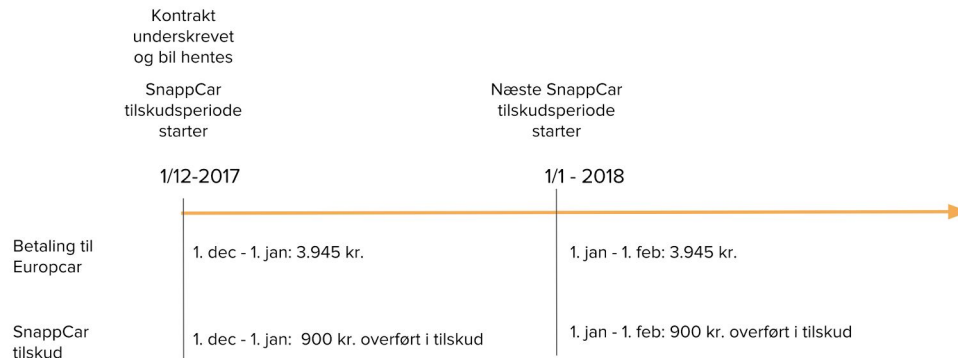 Kontrakt
underskrevet
og bil hentes
SnappCar
tilskudsperiode
starter
Næste SnappCar
tilskudsperiode
starter
1/12-2017
1/1 - 2018
Betaling til
Europcar
1. dec - 1. jan: 3.945 kr.
1. jan - 1. feb: 3.945 kr.
SnappCar
tilskud
1. dec - 1. jan: 900 kr. overført i tilskud
1. jan - 1. feb: 900 kr. overført i tilskud